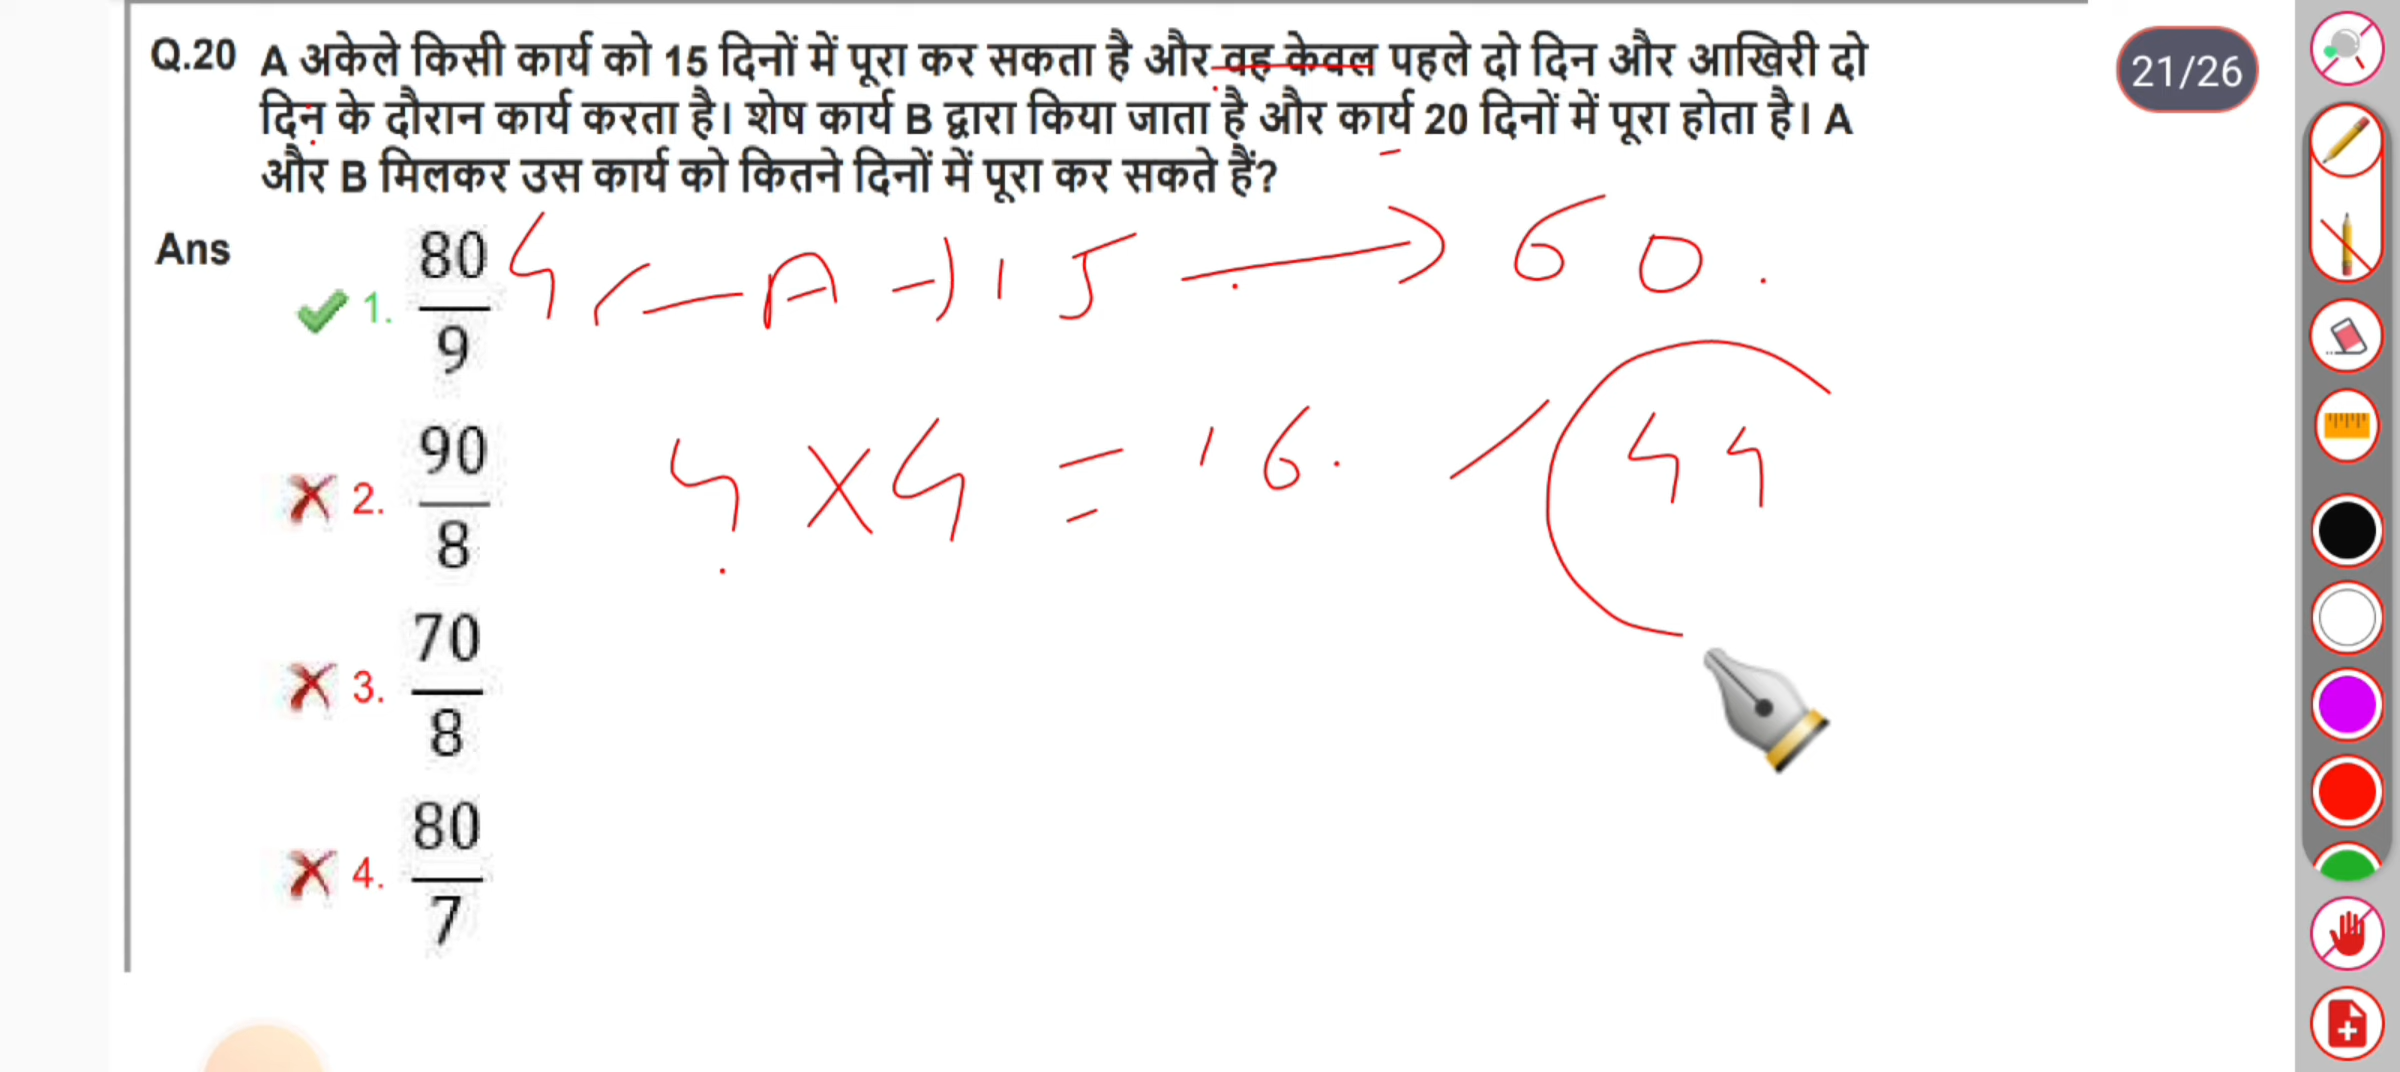 Q.20 A अकेले किसी कार्य को 15 दिनों में पूरा कर सकता है और वह केवल पहले दो दिन और आखिरी दो
दिन के दौरान कार्य करता है। शेष कार्य B द्वारा किया जाता है और कार्य 20 दिनों में पूरा होता है। A
और B मिलकर उस कार्य को कितने दिनों में पूरा कर सकते हैं?
21/26
Ans
1. 80/9
4 ← A → 15 → 60.
4 × 4 = 16. 44
2. 90/8
3. 70/8
4. 80/7